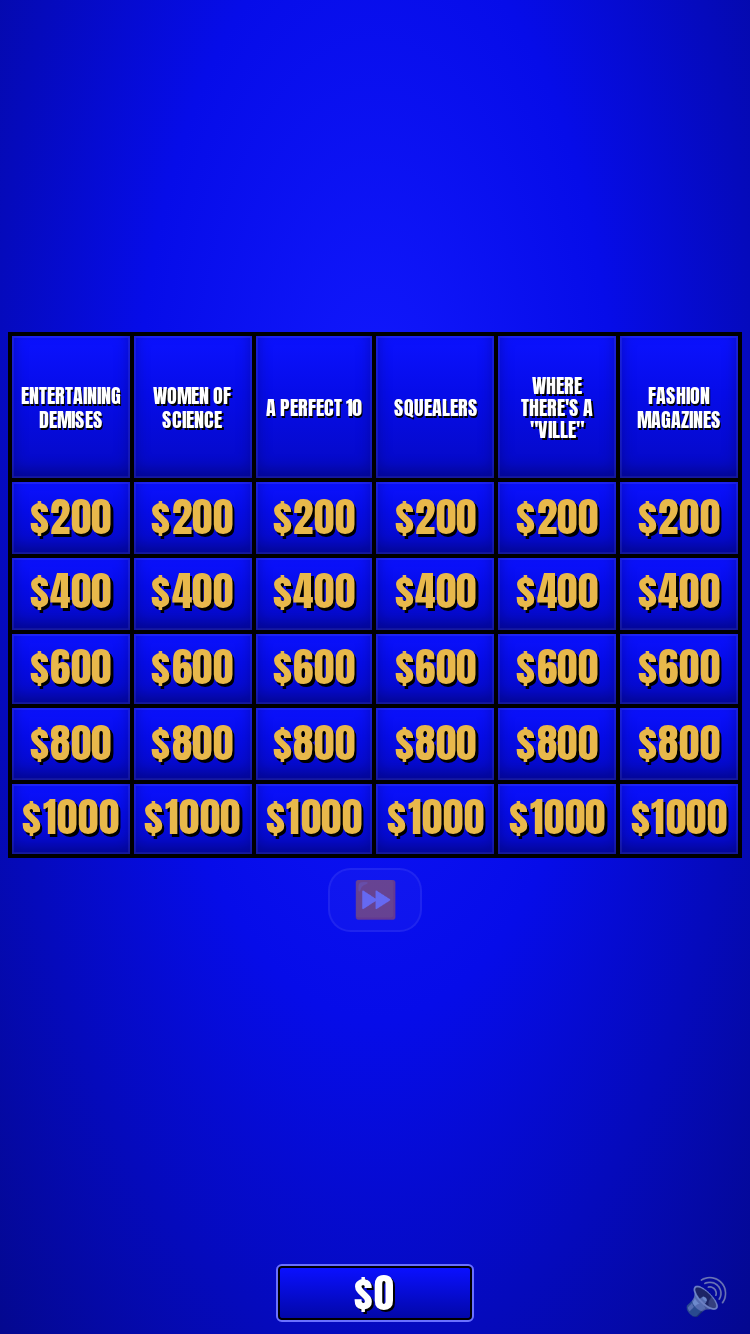 ENTERTAINING DEMISES
WOMEN OF SCIENCE
A PERFECT 10
SQUEALERS
WHERE THERE'S A "VILLE"
FASHION MAGAZINES
$200 $200 $200 $200 $200 $200
$400 $400 $400 $400 $400 $400
$600 $600 $600 $600 $600 $600
$800 $800 $800 $800 $800 $800
$1000 $1000 $1000 $1000 $1000 $1000
$0